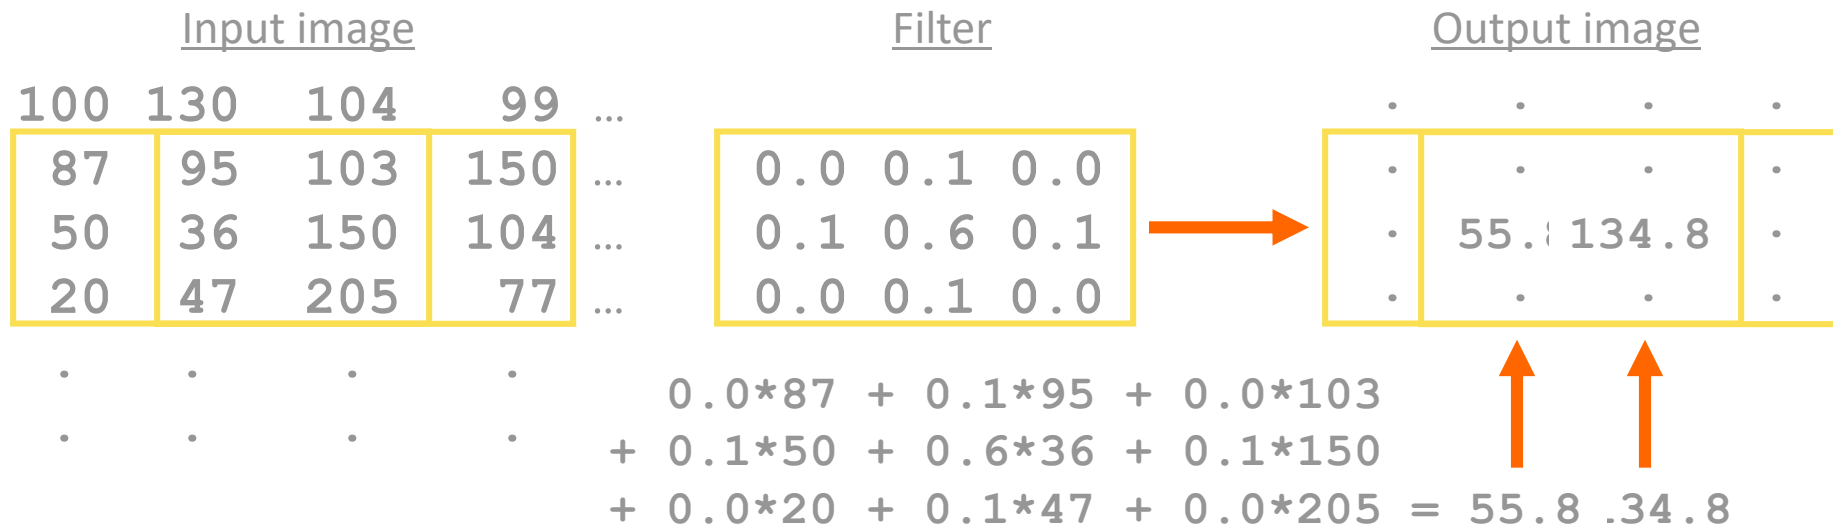 Input image Filter Output image
100 130 104 99 ... . . . .
87 95 103 150 ... 0.0 0.1 0.0 . . . .
50 36 150 104 ... 0.1 0.6 0.1 . 55. 134.8 .
20 47 205 77 ... 0.0 0.1 0.0 . . . .
. . . .
0.0*87 + 0.1*95 + 0.0*103
. . . .
+ 0.1*50 + 0.6*36 + 0.1*150
+ 0.0*20 + 0.1*47 + 0.0*205 = 55.8 .34.8